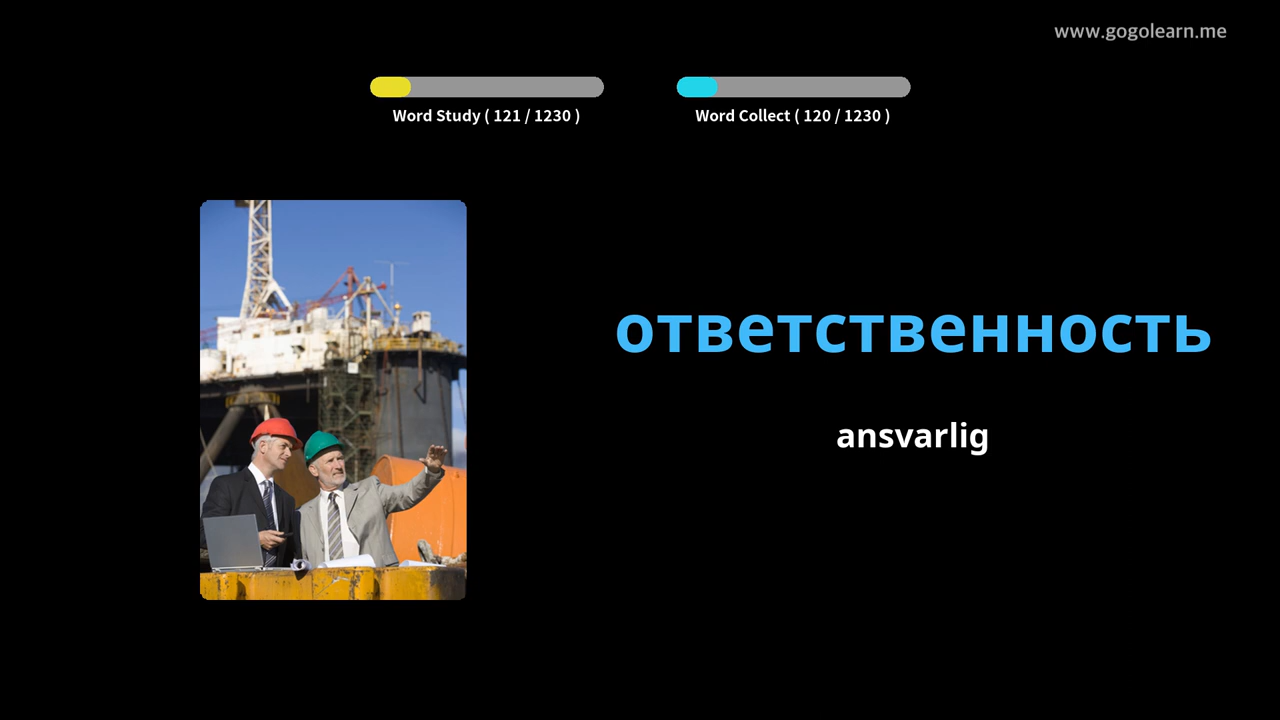 www.gogolearn.me
Word Study ( 121 / 1230 )
Word Collect ( 120 / 1230 )
ответственность
ansvarlig